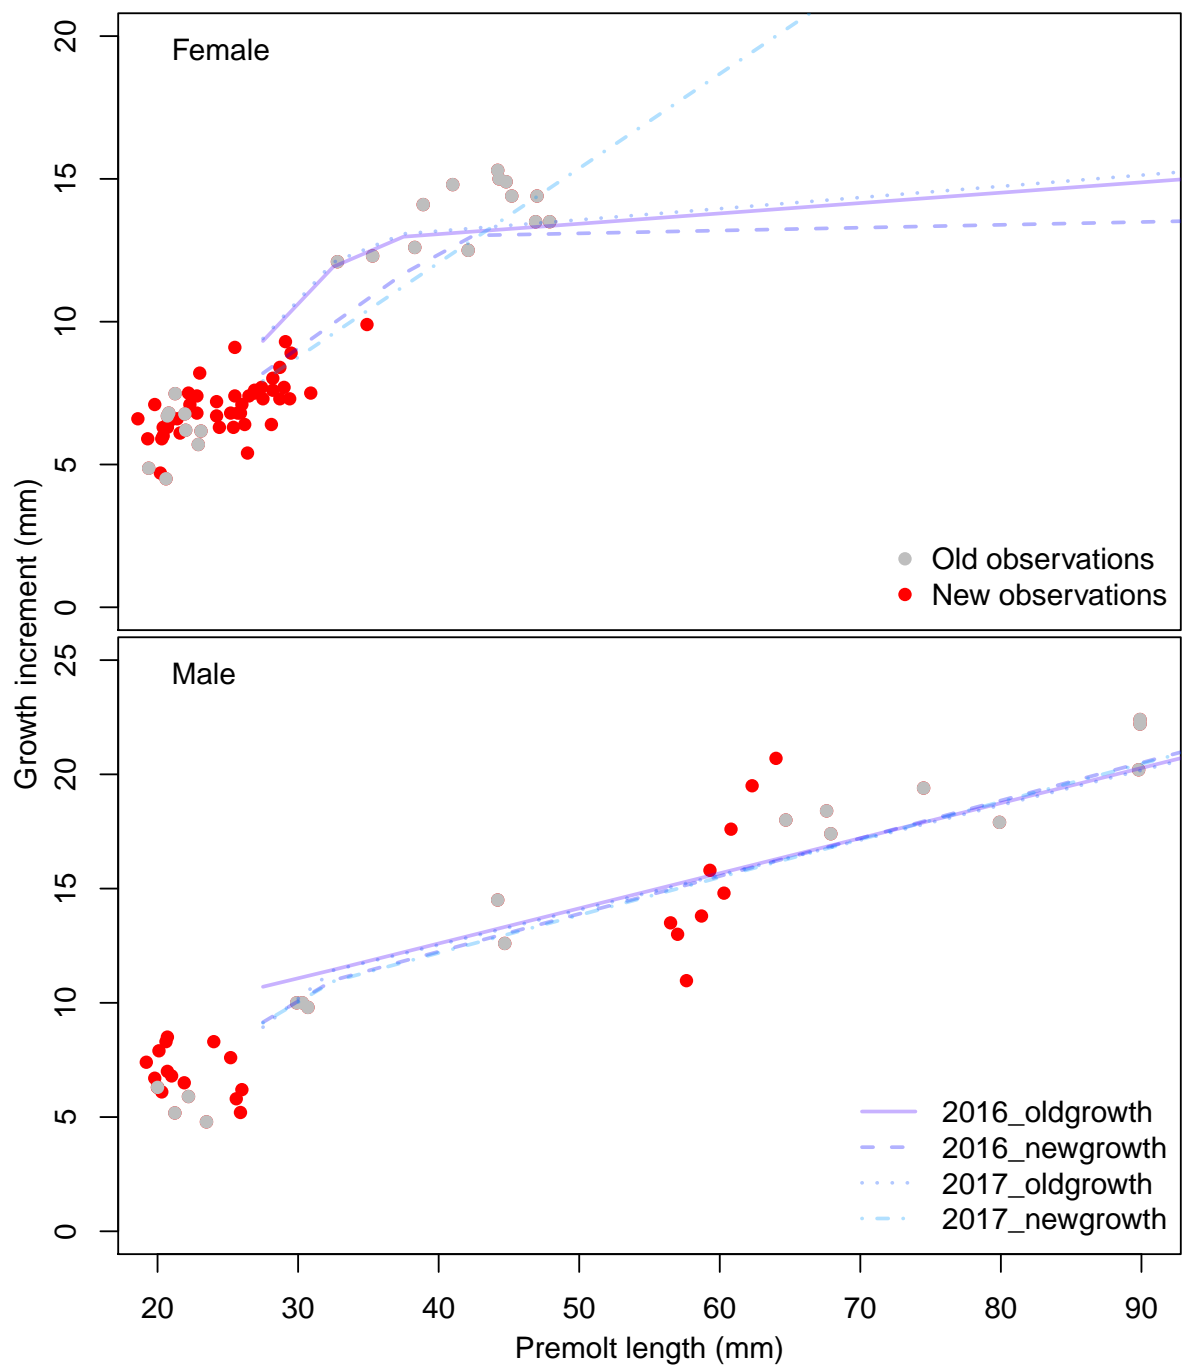 Female
20
15
10
5
0
Old observations
New observations
Growth increment (mm)
Male
25
20
15
10
5
0
2016_oldgrowth
2016_newgrowth
2017_oldgrowth
2017_newgrowth
20 30 40 50 60 70 80 90
Premolt length (mm)